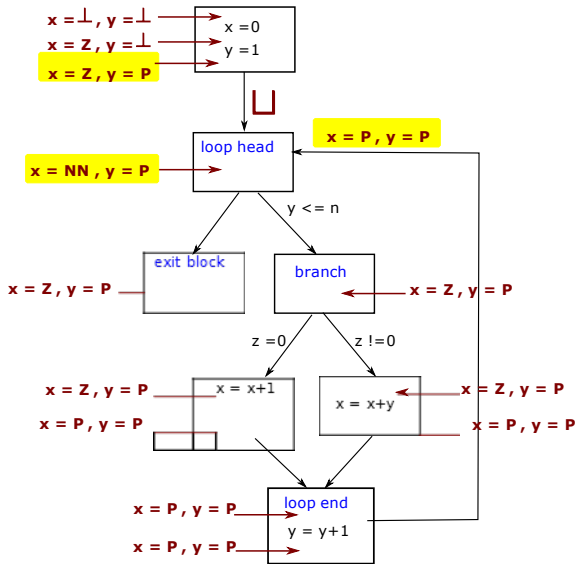 x = ⊥ , y = ⊥
x = 0
x = Z , y = ⊥
y = 1
x = Z , y = P
⊔
x = P , y = P
loop head
x = NN , y = P
y <= n
exit block
branch
x = Z , y = P
x = Z , y = P
z =0
z !=0
x = Z , y = P
x = x+1
x = Z , y = P
x = x+y
x = P , y = P
x = P , y = P
loop end
x = P , y = P
y = y+1
x = P , y = P